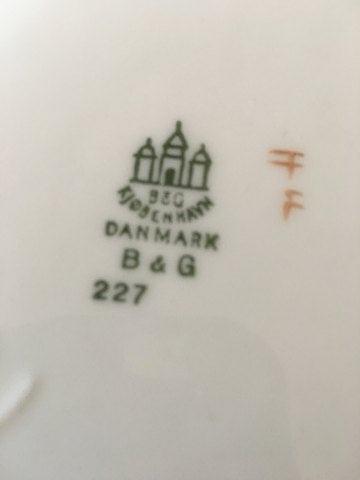 B&G
KJØBENHAVN
DANMARK
B & G
227
F
F